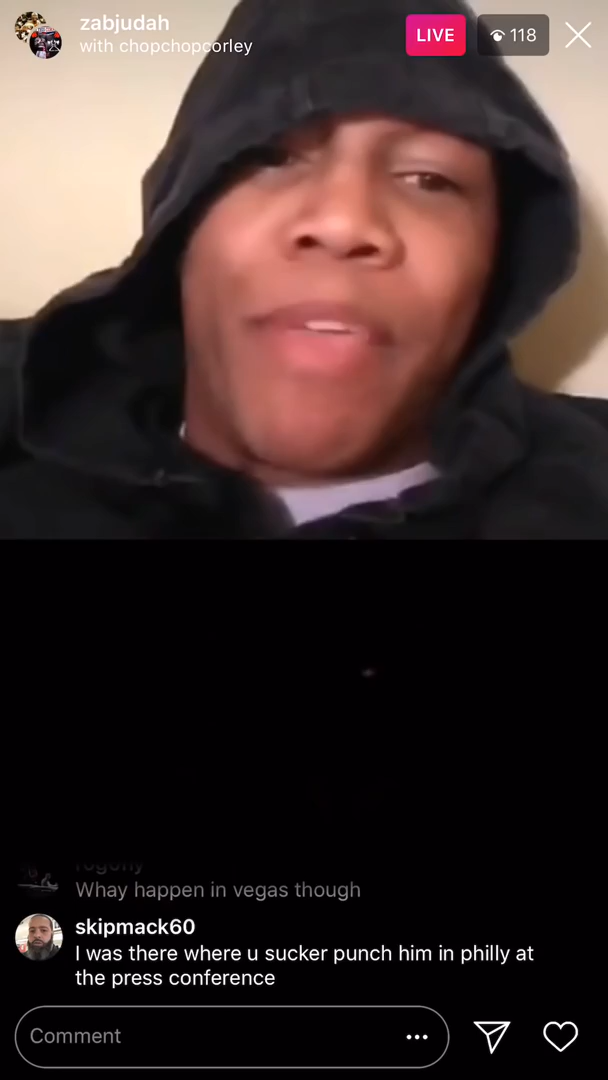 zabjudah
with chopchopcorley
LIVE
118
Whay happen in vegas though
skipmack60
I was there where u sucker punch him in philly at
the press conference
Comment